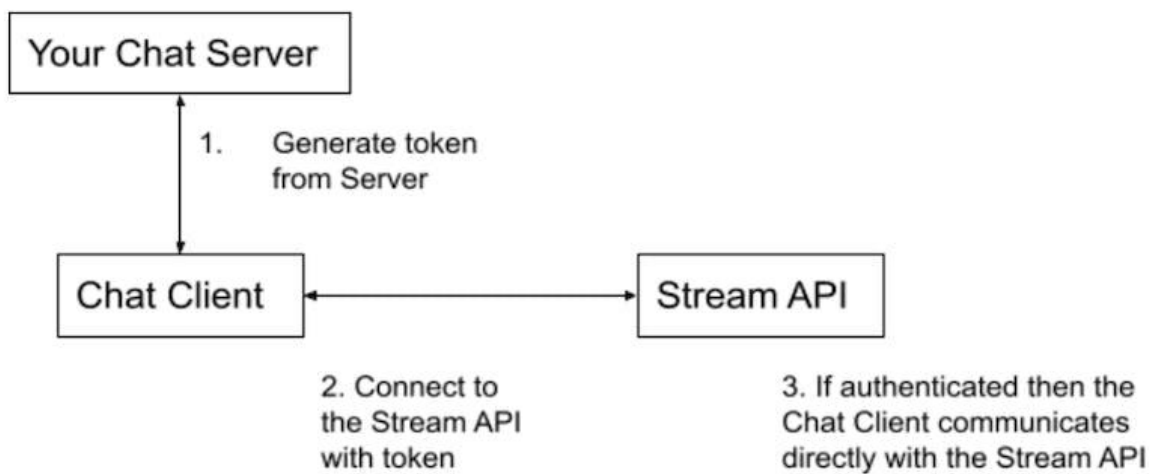 Your Chat Server
1. Generate token
from Server
Chat Client
Stream API
2. Connect to
the Stream API
with token
3. If authenticated then the
Chat Client communicates
directly with the Stream API